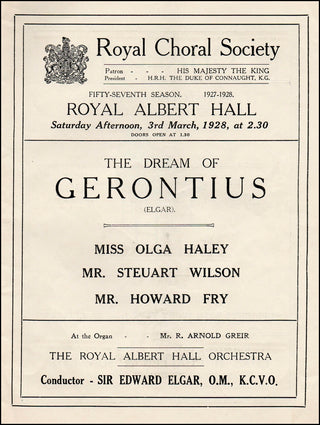 Royal Choral Society
Patron - - - HIS MAJESTY THE KING
President - H.R.H. THE DUKE OF CONNAUGHT, K.G.
FIFTY-SEVENTH SEASON. 1927-1928.
ROYAL ALBERT HALL
Saturday Afternoon, 3rd March, 1928, at 2.30
DOORS OPEN AT 1.30
THE DREAM OF
GERONTIUS
(ELGAR).
MISS OLGA HALEY
MR. STEUART WILSON
MR. HOWARD FRY
At the Organ - - Mr. R. ARNOLD GREIR
THE ROYAL ALBERT HALL ORCHESTRA
Conductor - SIR EDWARD ELGAR, O.M., K.C.V.O.